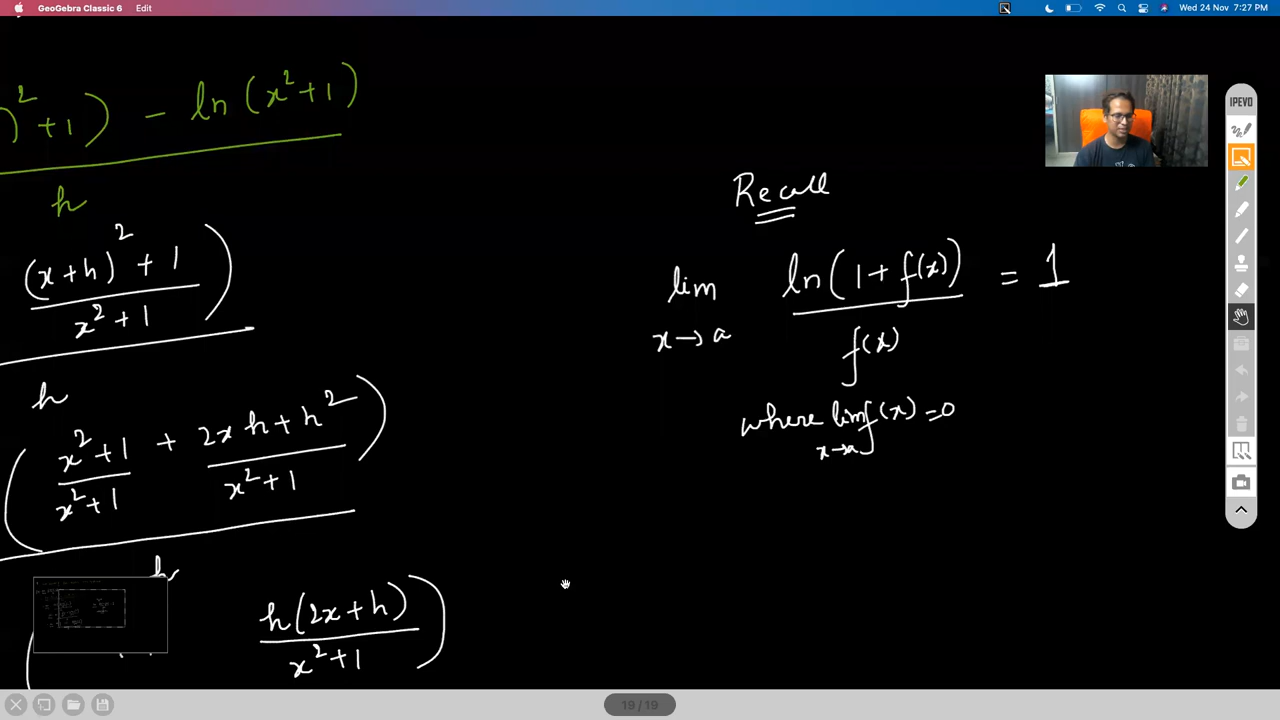 GeoGebra Classic 6 Edit
Wed 24 Nov 7:27 PM
IPEVO
)² + 1) - ln (x² + 1)
h
(x + h)² + 1 )
x² + 1
h
( x² + 1 + 2xh + h² )
x² + 1 x² + 1
h
h(2x + h) )
x² + 1
Recall
lim ln(1 + f(x)) = 1
x→a f(x)
where lim f(x) = 0
x→a
19 / 19